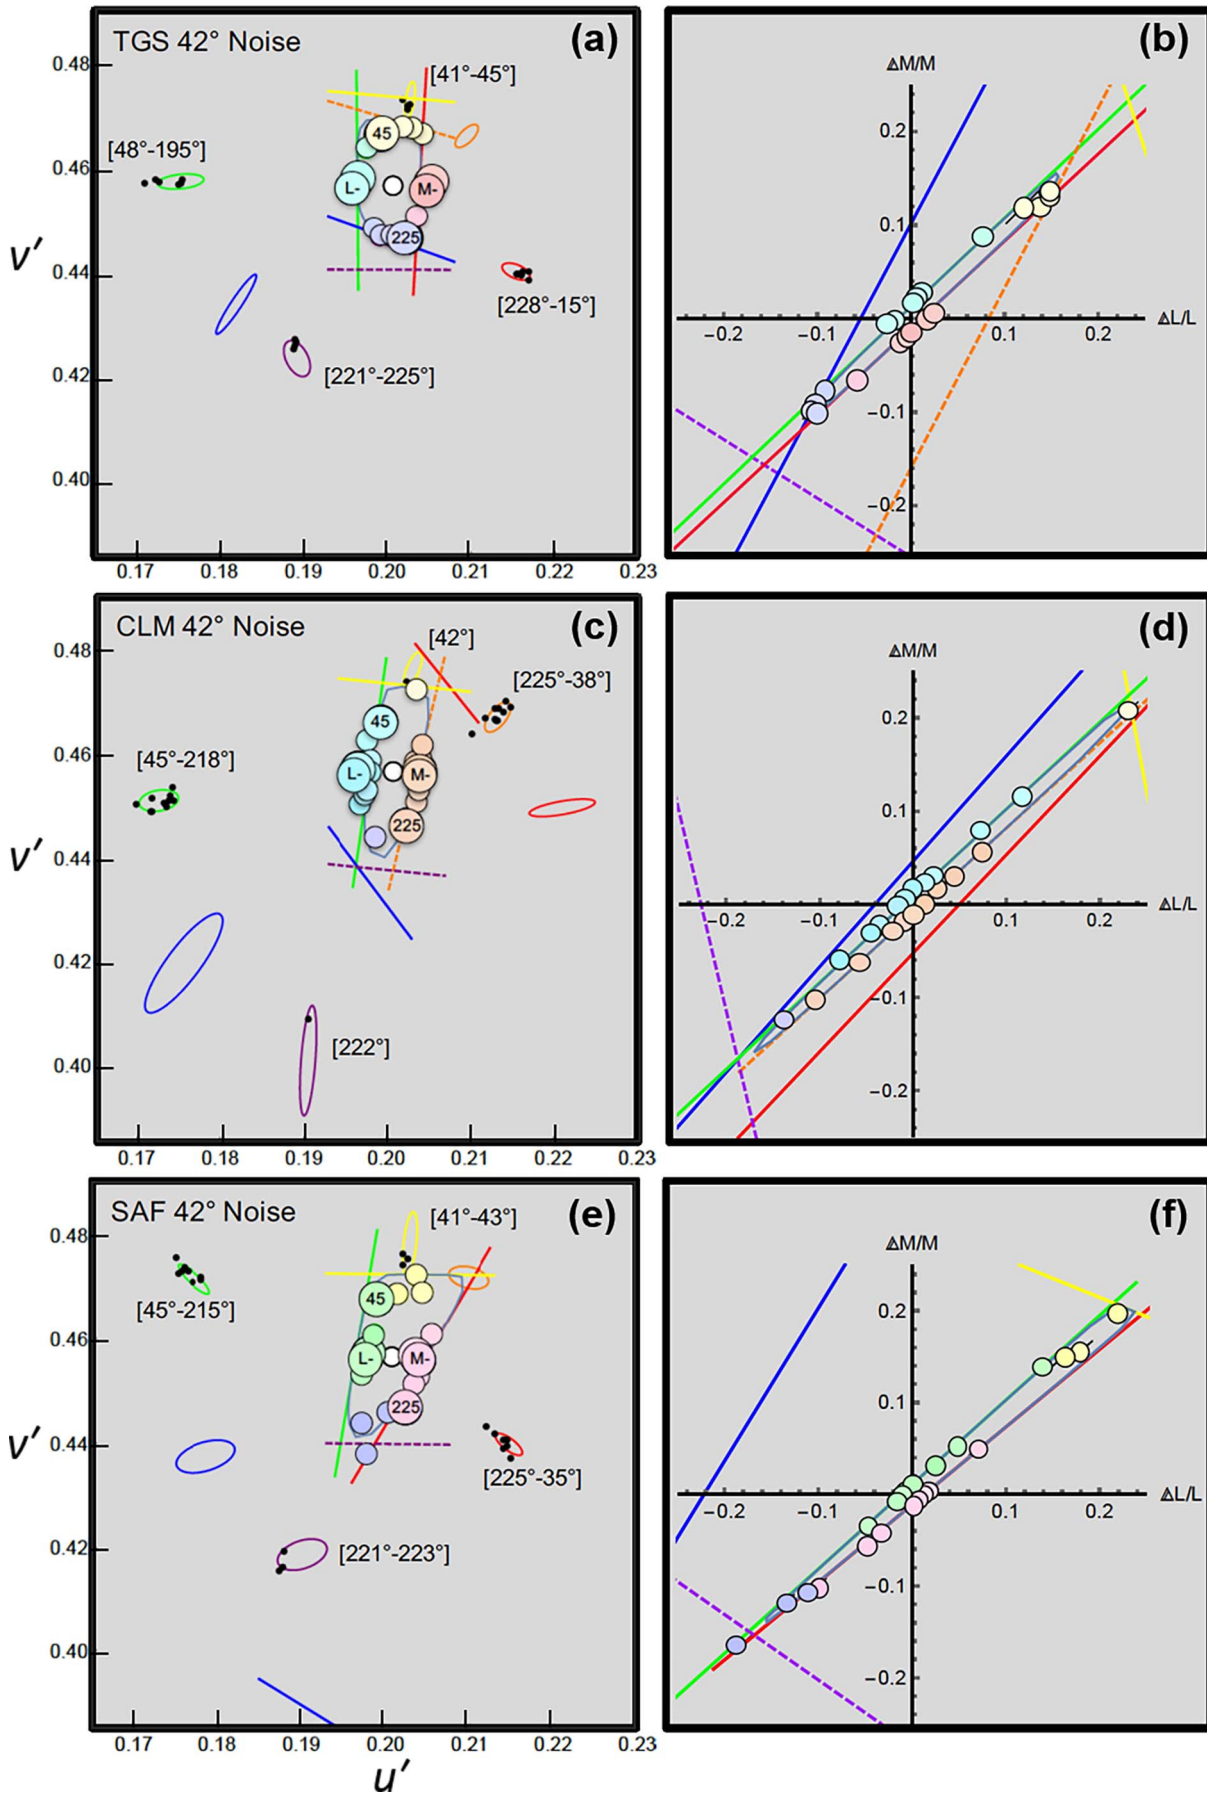 TGS 42° Noise
(a)
[41°-45°]
[48°-195°]
[228°-15°]
[221°-225°]
45
L-
M-
225
0.48
0.46
0.44
0.42
0.40
v′
0.17 0.18 0.19 0.20 0.21 0.22 0.23
(b)
ΔM/M
0.2
0.1
−0.2 −0.1 0.1 0.2
ΔL/L
−0.1
−0.2
CLM 42° Noise
(c)
[42°]
[225°-38°]
[45°-218°]
[222°]
45
L-
M-
225
0.48
0.46
0.44
0.42
0.40
v′
0.17 0.18 0.19 0.20 0.21 0.22 0.23
(d)
ΔM/M
0.2
0.1
−0.2 −0.1 0.1 0.2
ΔL/L
−0.1
−0.2
SAF 42° Noise
(e)
[41°-43°]
[45°-215°]
[225°-35°]
[221°-223°]
45
L-
M-
225
0.48
0.46
0.44
0.42
0.40
v′
0.17 0.18 0.19 0.20 0.21 0.22 0.23
u′
(f)
ΔM/M
0.2
0.1
−0.2 −0.1 0.1 0.2
ΔL/L
−0.1
−0.2